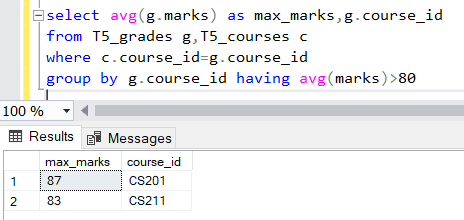 select avg(g.marks) as max_marks,g.course_id
from T5_grades g,T5_courses c
where c.course_id=g.course_id
group by g.course_id having avg(marks)>80
100 %
Results Messages
max_marks course_id
1 87 CS201
2 83 CS211